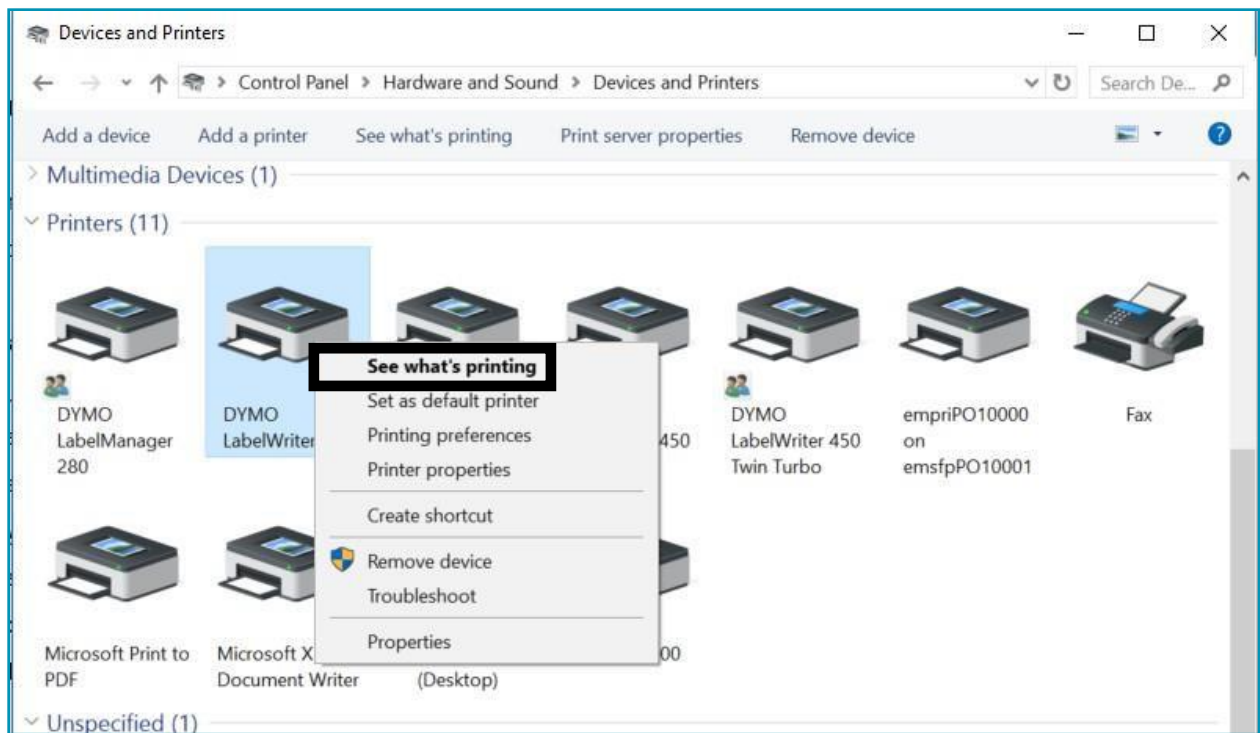 Devices and Printers
Control Panel > Hardware and Sound > Devices and Printers
Search De...
Add a device Add a printer See what's printing Print server properties Remove device
Multimedia Devices (1)
Printers (11)
See what's printing
Set as default printer
Printing preferences
Printer properties
Create shortcut
Remove device
Troubleshoot
Properties
DYMO
LabelManager
280
DYMO
LabelWriter
450
DYMO
LabelWriter 450
Twin Turbo
empriPO10000
on
emsfpPO10001
Fax
Microsoft Print to
PDF
Microsoft X
Document Writer
(Desktop)
00
Unspecified (1)